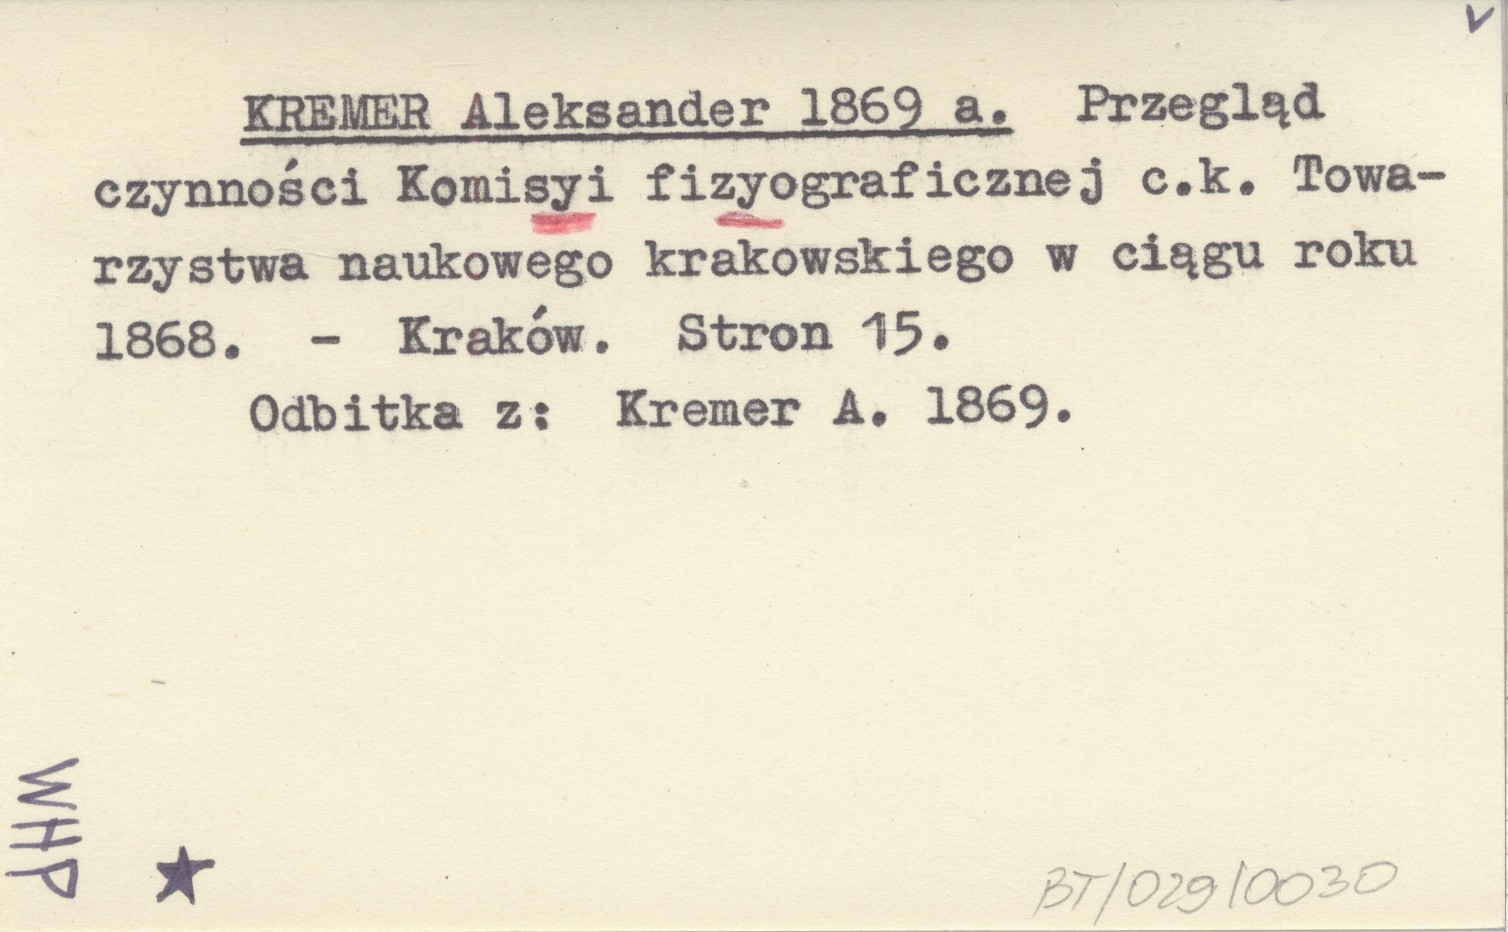 KREMER Aleksander 1869 a. Przegląd
czynności Komisyi fizyograficznej c.k. Towa-
rzystwa naukowego krakowskiego w ciągu roku
1868. - Kraków. Stron 15.
Odbitka z: Kremer A. 1869.
WHP
BT/029/0030